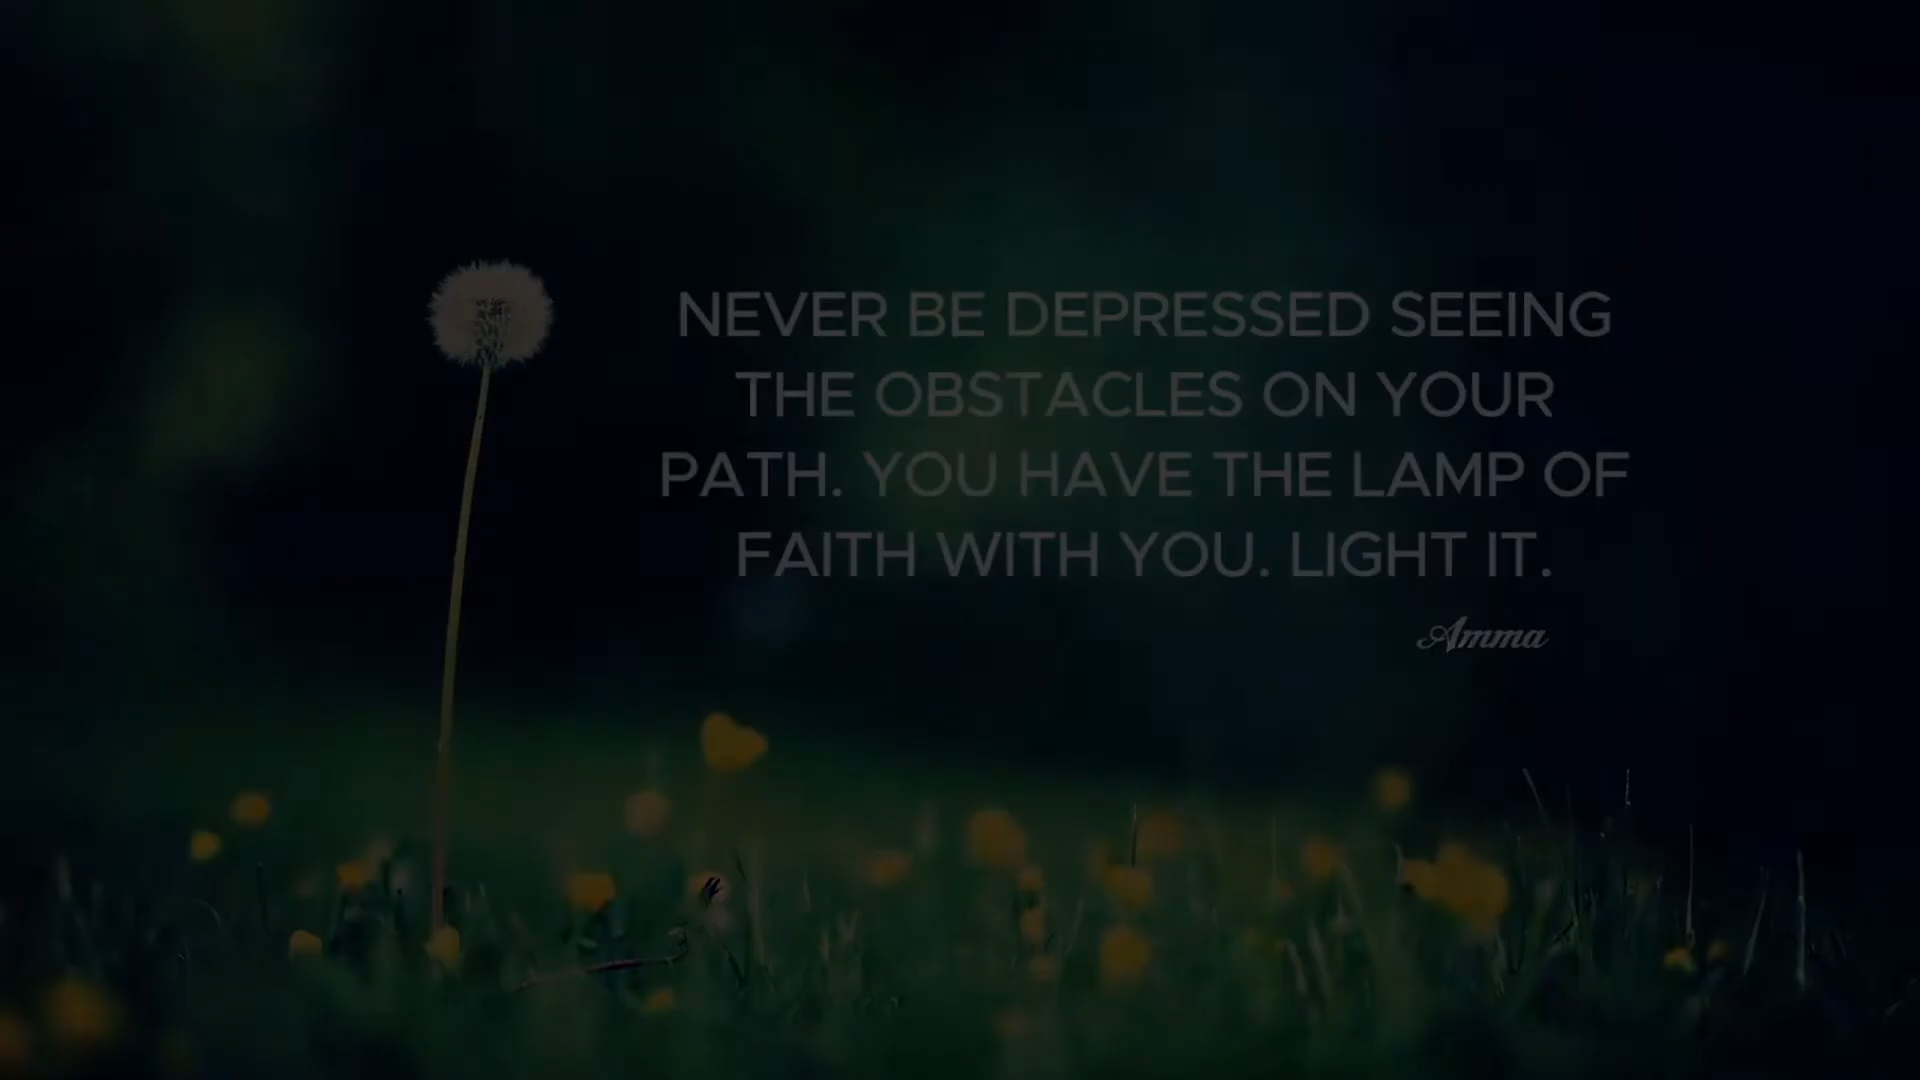 NEVER BE DEPRESSED SEEING
THE OBSTACLES ON YOUR
PATH. YOU HAVE THE LAMP OF
FAITH WITH YOU. LIGHT IT.
Amma